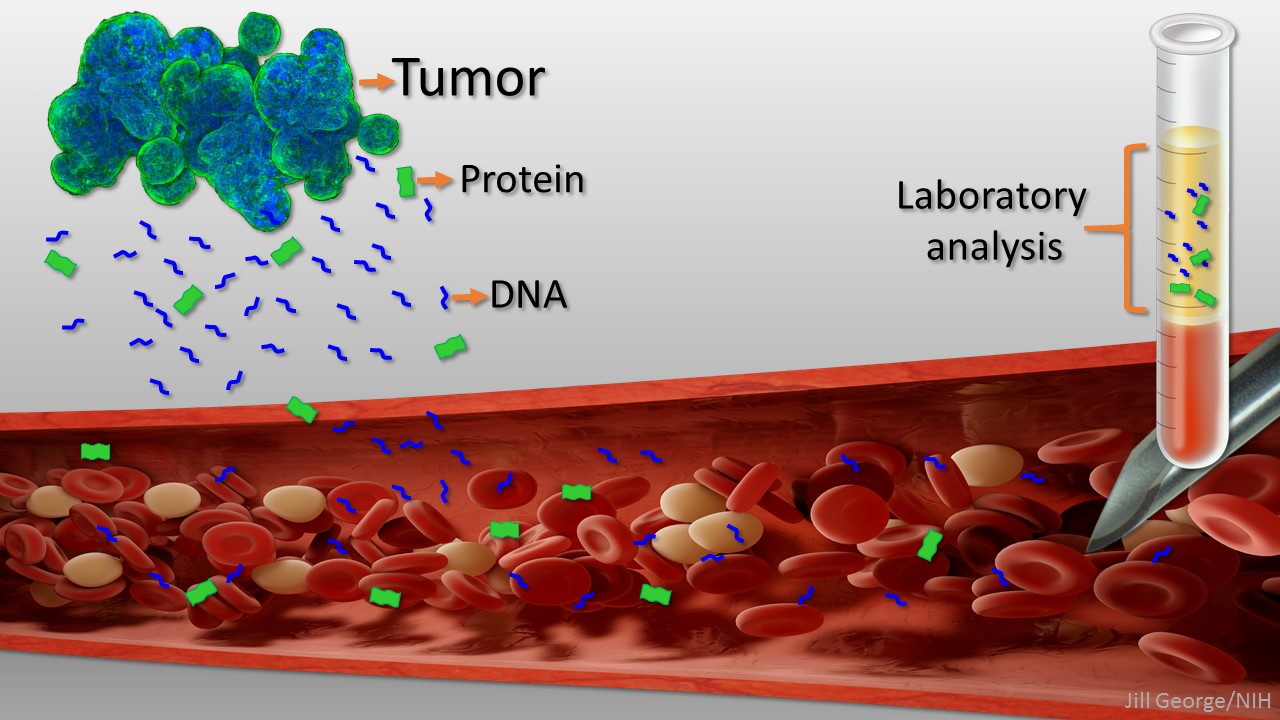 Tumor
Protein
DNA
Laboratory
analysis
Jill George/NIH